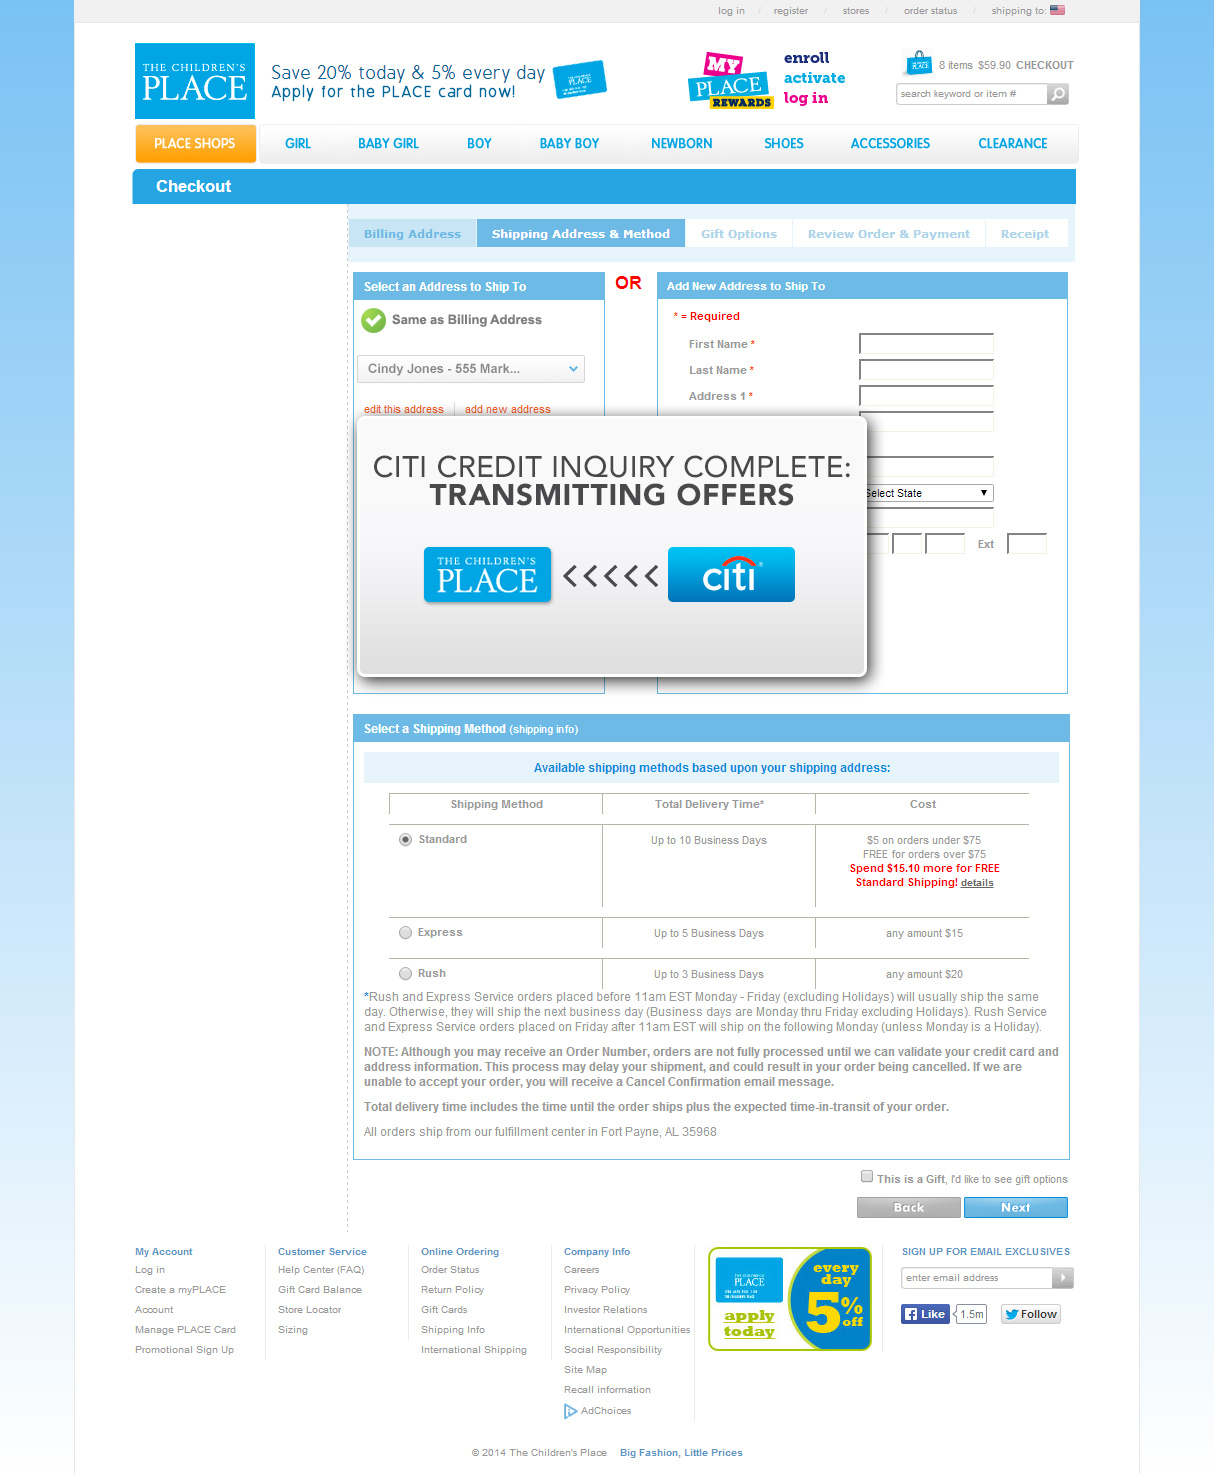 log in / register / stores / order status / shipping to:
THE CHILDREN'S
PLACE
Save 20% today & 5% every day
Apply for the PLACE card now!
MY
PLACE
REWARDS
enroll
activate
log in
8 items $59.90 CHECKOUT
search keyword or item #
PLACE SHOPS GIRL BABY GIRL BOY BABY BOY NEWBORN SHOES ACCESSORIES CLEARANCE
Checkout
Billing Address Shipping Address & Method Gift Options Review Order & Payment Receipt
Select an Address to Ship To
Same as Billing Address
Cindy Jones - 555 Mark...
edit this address add new address
OR
Add New Address to Ship To
* = Required
First Name *
Last Name *
Address 1 *
Select State
Ext
CITI CREDIT INQUIRY COMPLETE:
TRANSMITTING OFFERS
THE CHILDREN'S
PLACE
citi
Select a Shipping Method (shipping info)
Available shipping methods based upon your shipping address:
Shipping Method Total Delivery Time* Cost
Standard Up to 10 Business Days $5 on orders under $75
FREE for orders over $75
Spend $15.10 more for FREE
Standard Shipping! details
Express Up to 5 Business Days any amount $15
Rush Up to 3 Business Days any amount $20
*Rush and Express Service orders placed before 11am EST Monday - Friday (excluding Holidays) will usually ship the same
day. Otherwise, they will ship the next business day (Business days are Monday thru Friday excluding Holidays). Rush Service
and Express Service orders placed on Friday after 11am EST will ship on the following Monday (unless Monday is a Holiday).
NOTE: Although you may receive an Order Number, orders are not fully processed until we can validate your credit card and
address information. This process may delay your shipment, and could result in your order being cancelled. If we are
unable to accept your order, you will receive a Cancel Confirmation email message.
Total delivery time includes the time until the order ships plus the expected time-in-transit of your order.
All orders ship from our fulfillment center in Fort Payne, AL 35968
This is a Gift, I'd like to see gift options
Back Next
My Account
Log in
Create a myPLACE
Account
Manage PLACE Card
Promotional Sign Up
Customer Service
Help Center (FAQ)
Gift Card Balance
Store Locator
Sizing
Online Ordering
Order Status
Return Policy
Gift Cards
Shipping Info
International Shipping
Company Info
Careers
Privacy Policy
Investor Relations
International Opportunities
Social Responsibility
Site Map
Recall information
AdChoices
THE CHILDREN'S
PLACE
apply
today
every
day
5% off
SIGN UP FOR EMAIL EXCLUSIVES
enter email address
Like 1.5m Follow
© 2014 The Children's Place Big Fashion, Little Prices